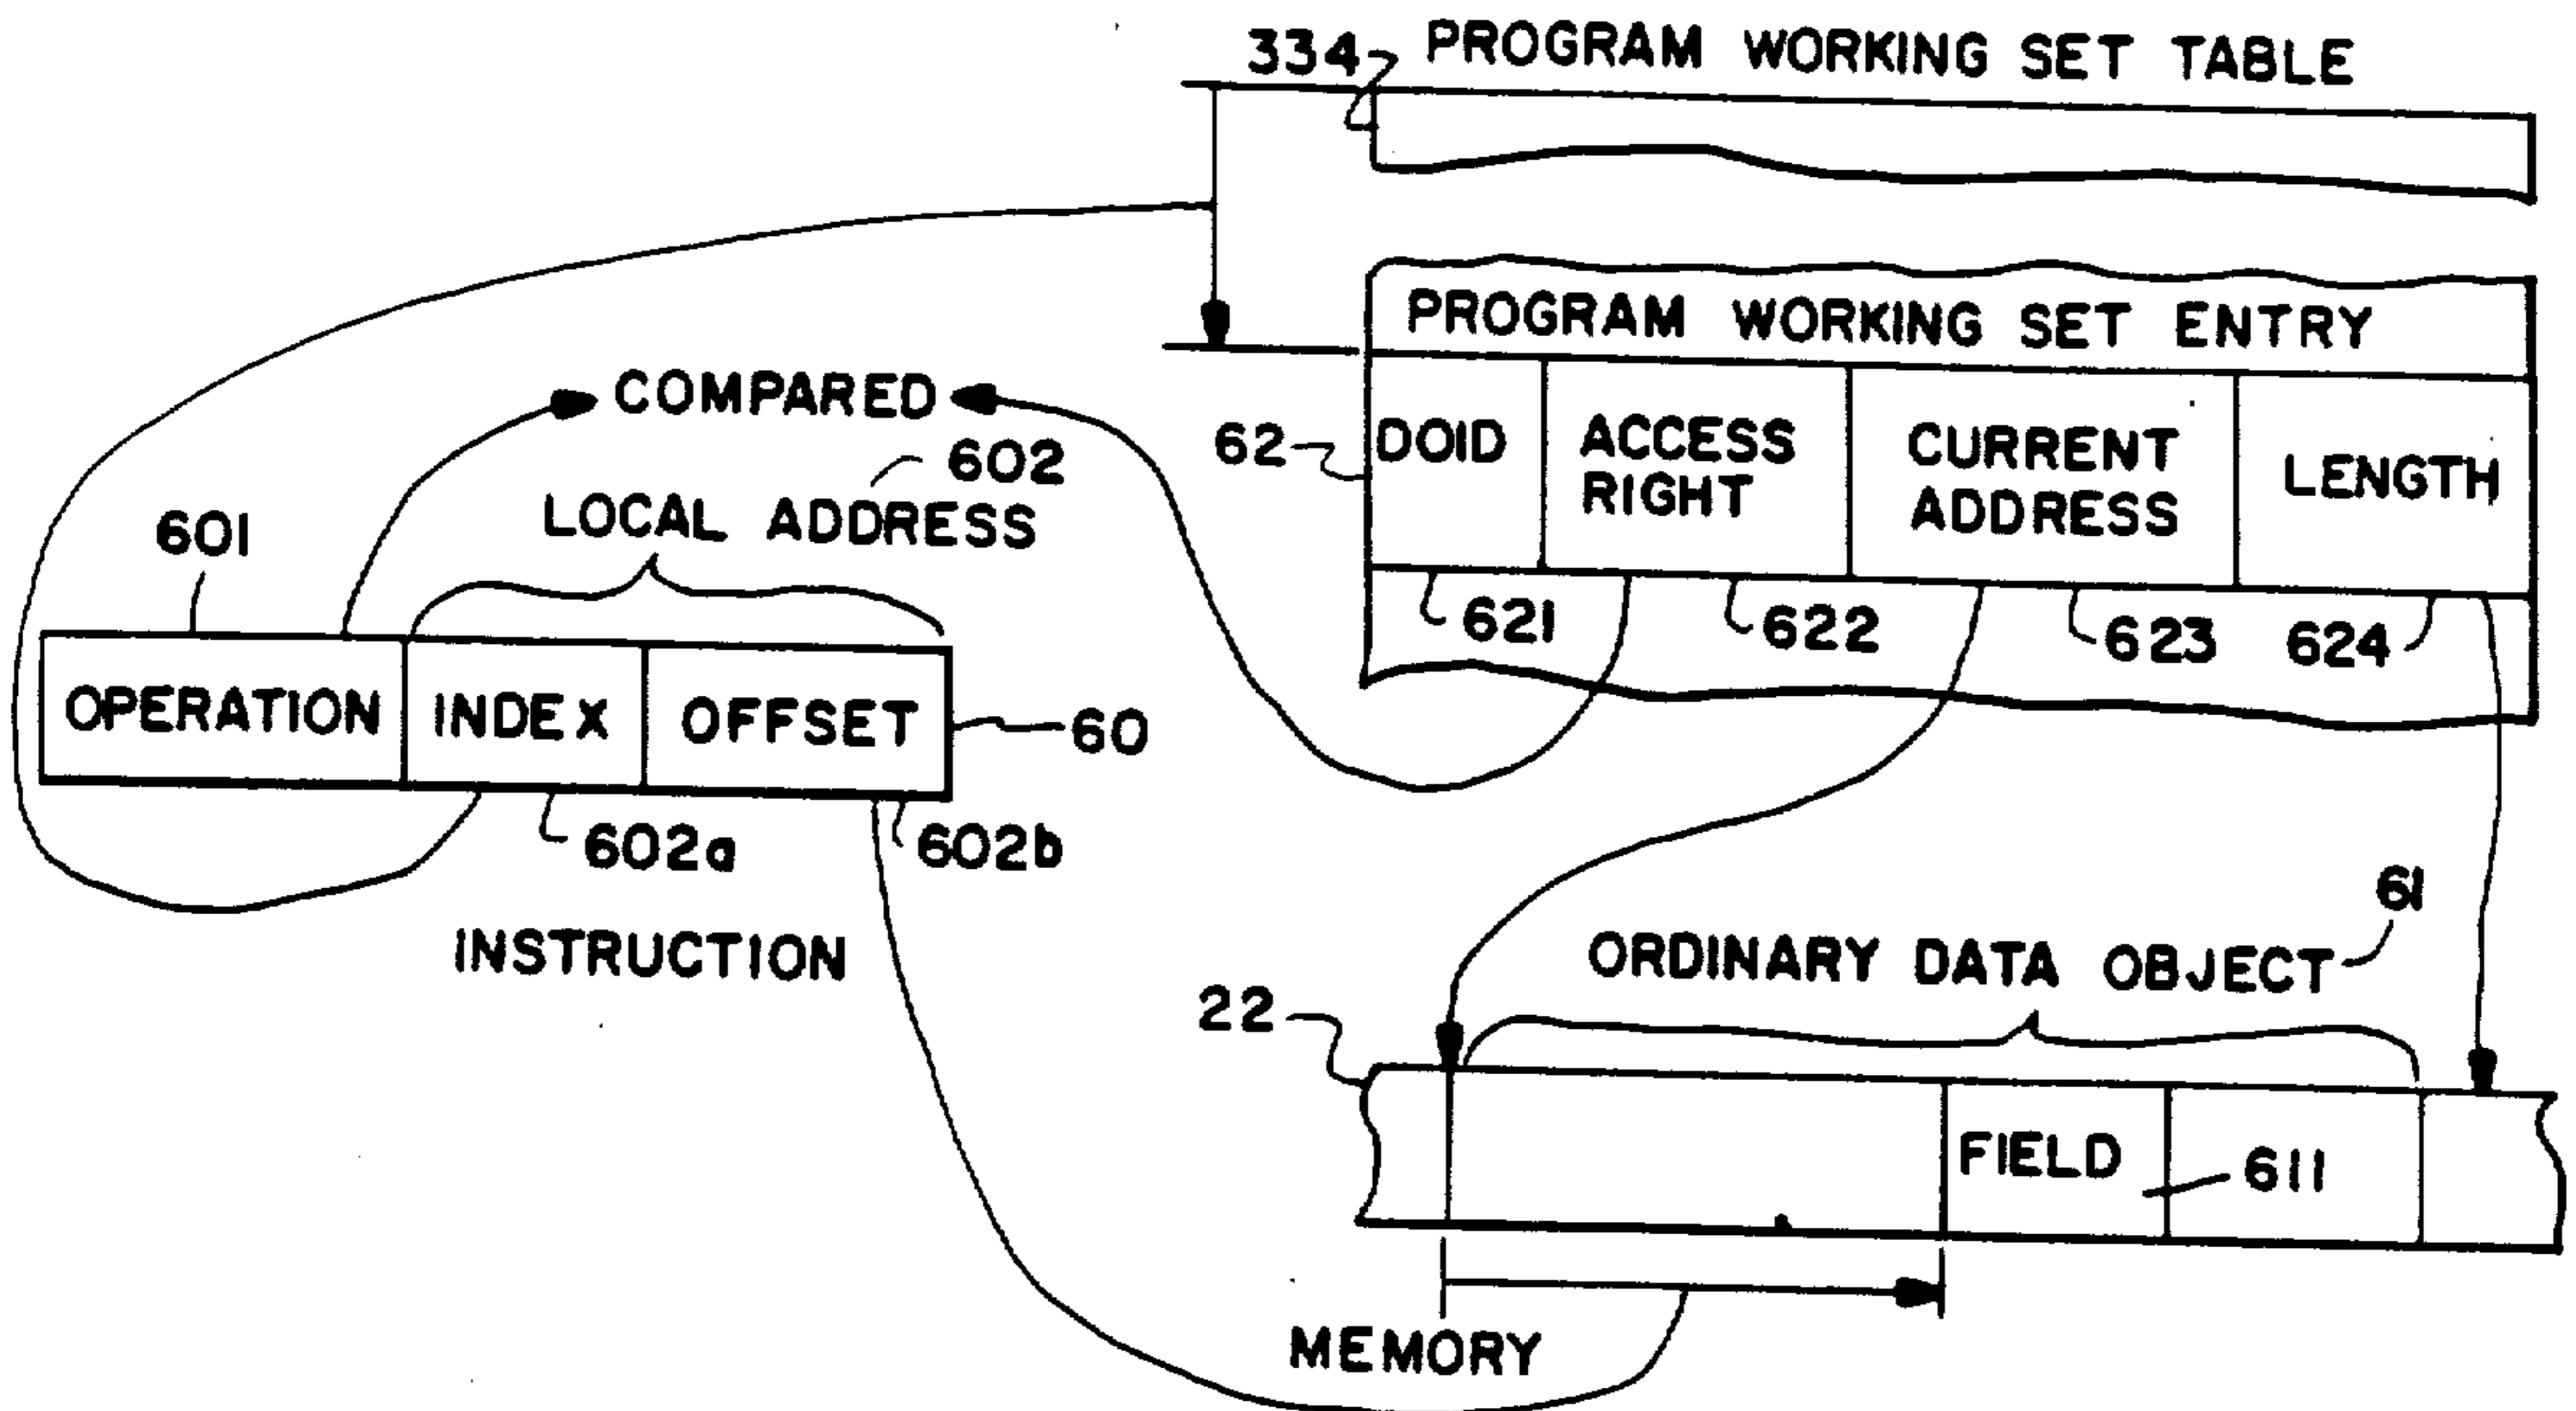 334 PROGRAM WORKING SET TABLE
PROGRAM WORKING SET ENTRY
COMPARED
62
DOID
ACCESS
RIGHT
CURRENT
ADDRESS
LENGTH
602
LOCAL ADDRESS
601
621
622
623
624
OPERATION INDEX OFFSET
60
602a
602b
INSTRUCTION
61
ORDINARY DATA OBJECT
22
FIELD
611
MEMORY